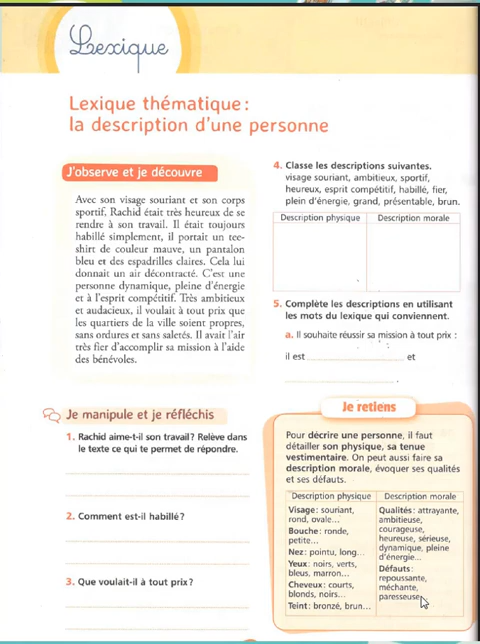 Lexique
Lexique thématique :
la description d'une personne
J'observe et je découvre
Avec son visage souriant et son corps
sportif, Rachid était très heureux de se
rendre à son travail. Il était toujours
habillé simplement, il portait un tee-
shirt de couleur mauve, un pantalon
bleu et des espadrilles claires. Cela lui
donnait un air décontracté. C'est une
personne dynamique, pleine d'énergie
et à l'esprit compétitif. Très ambitieux
et audacieux, il voulait à tout prix que
les quartiers de la ville soient propres,
sans ordures et sans saletés. Il avait l'air
très fier d'accomplir sa mission à l'aide
des bénévoles.
Je manipule et je réfléchis
1. Rachid aime-t-il son travail ? Relève dans
le texte ce qui te permet de répondre.
2. Comment est-il habillé ?
3. Que voulait-il à tout prix ?
4. Classe les descriptions suivantes.
visage souriant, ambitieux, sportif,
heureux, esprit compétitif, habillé, fier,
plein d'énergie, grand, présentable, brun.
Description physique Description morale
5. Complète les descriptions en utilisant
les mots du lexique qui conviennent.
a. Il souhaite réussir sa mission à tout prix :
il est et
.
Je retiens
Pour décrire une personne, il faut
détailler son physique, sa tenue
vestimentaire. On peut aussi faire sa
description morale, évoquer ses qualités
et ses défauts.
Description physique Description morale
Visage : souriant,
rond, ovale...
Bouche : ronde,
petite...
Nez : pointu, long...
Yeux : noirs, verts,
bleus, marron...
Cheveux : courts,
blonds, noirs...
Teint : bronzé, brun...
Qualités : attrayante,
ambitieuse,
courageuse,
heureuse, sérieuse,
dynamique, pleine
d'énergie...
Défauts :
repoussante,
méchante,
paresseuse